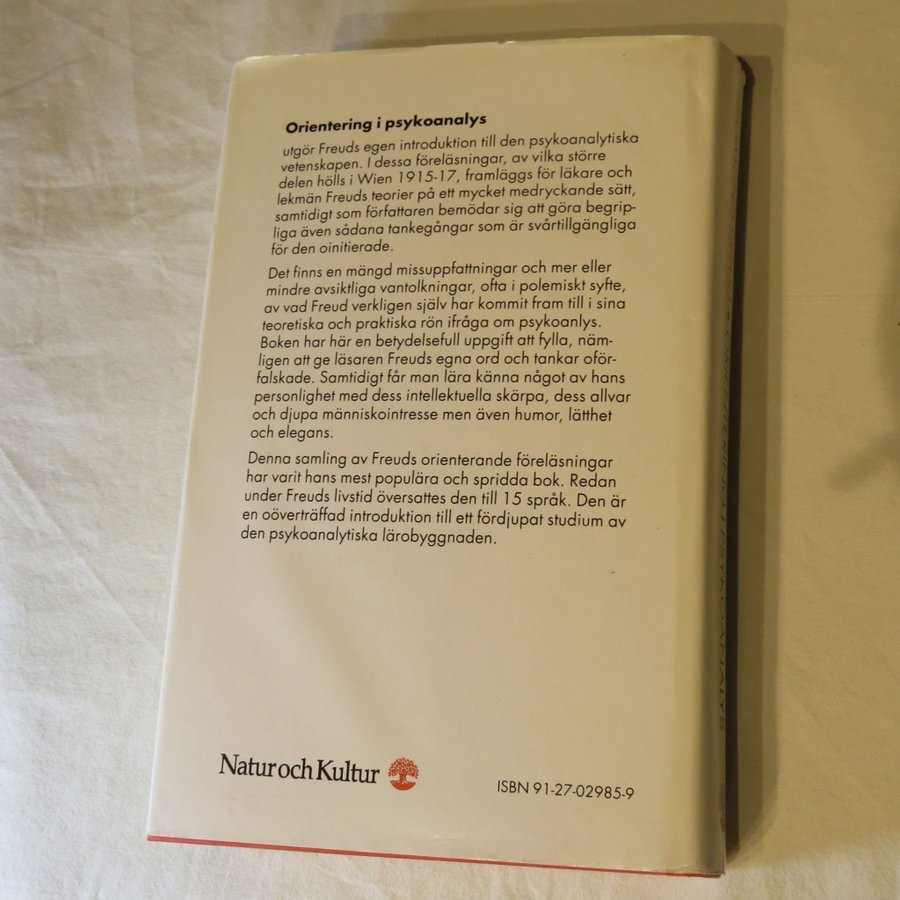 Orientering i psykoanalys
utgör Freuds egen introduktion till den psykoanalytiska
vetenskapen. I dessa föreläsningar, av vilka större
delen hölls i Wien 1915-17, framläggs för läkare och
lekmän Freuds teorier på ett mycket medryckande sätt,
samtidigt som författaren bemödar sig att göra begrip-
liga även sådana tankegångar som är svårtillgängliga
för den oinitierade.
Det finns en mängd missuppfattningar och mer eller
mindre avsiktliga vantolkningar, ofta i polemiskt syfte,
av vad Freud verkligen själv har kommit fram till i sina
teoretiska och praktiska rön ifråga om psykoanlys.
Boken har här en betydelsefull uppgift att fylla, näm-
ligen att ge läsaren Freuds egna ord och tankar oför-
falskade. Samtidigt får man lära känna något av hans
personlighet med dess intellektuella skärpa, dess allvar
och djupa människointresse men även humor, lätthet
och elegans.
Denna samling av Freuds orienterande föreläsningar
har varit hans mest populära och spridda bok. Redan
under Freuds livstid översattes den till 15 språk. Den är
en oöverträffad introduktion till ett fördjupat studium av
den psykoanalytiska lärobyggnaden.
Natur och Kultur
ISBN 91-27-02985-9